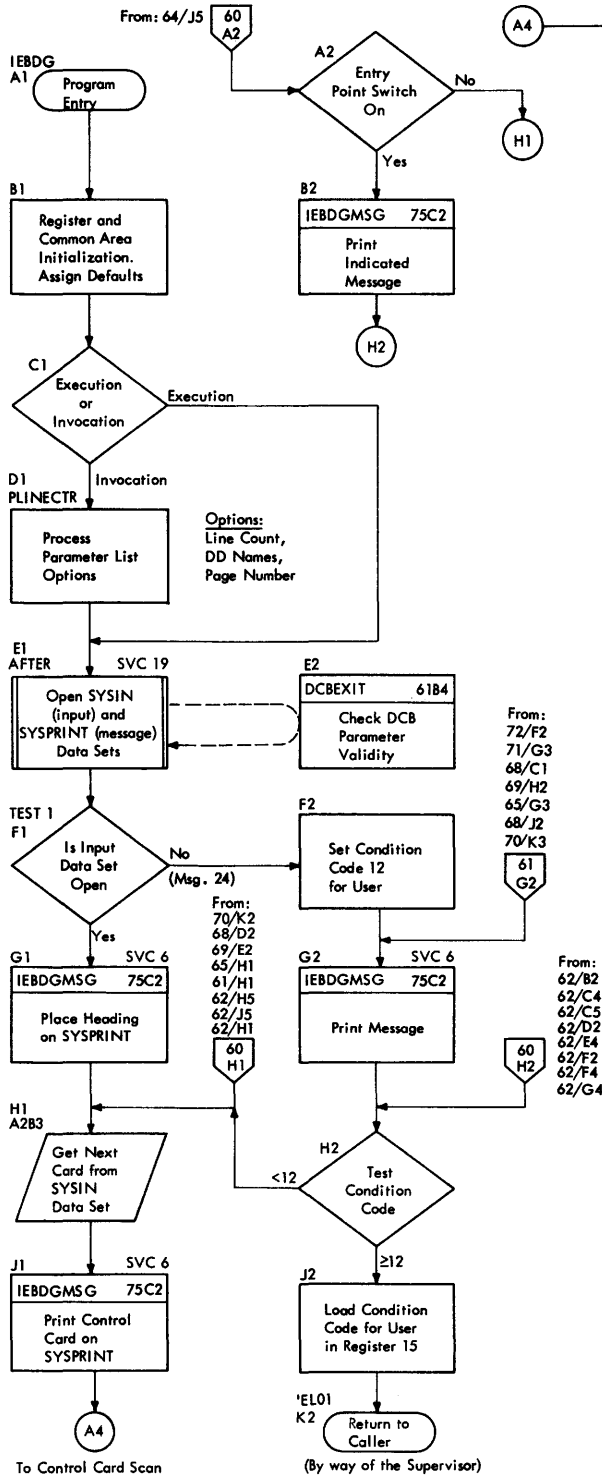 From: 64/J5
60
A2
A4
IEBDG
A1
Program
Entry
A2
Entry
Point Switch
On
No
H1
Yes
B1
Register and
Common Area
Initialization.
Assign Defaults
B2
IEBDGMSG 75C2
Print
Indicated
Message
H2
C1
Execution
or
Invocation
Execution
Invocation
D1
PLINECTR
Process
Parameter List
Options
Options:
Line Count,
DD Names,
Page Number
E1
AFTER
SVC 19
Open SYSIN
(input) and
SYSPRINT (message)
Data Sets
E2
DCBEXIT 61B4
Check DCB
Parameter
Validity
From:
72/F2
71/G3
68/C1
69/H2
65/G3
68/J2
70/K3
61
G2
TEST 1
F1
Is Input
Data Set
Open
No
(Msg. 24)
Yes
F2
Set Condition
Code 12
for User
From:
70/K2
68/D2
69/E2
65/H1
61/H1
62/H5
62/J5
62/H1
60
H1
G1
SVC 6
IEBDGMSG 75C2
Place Heading
on SYSPRINT
G2
SVC 6
IEBDGMSG 75C2
Print Message
From:
62/B2
62/C4
62/C5
62/D2
62/E4
62/F2
62/F4
62/G4
60
H2
H1
A2B3
Get Next
Card from
SYSIN
Data Set
H2
Test
Condition
Code
<12
≥12
J1
SVC 6
IEBDGMSG 75C2
Print Control
Card on
SYSPRINT
J2
Load Condition
Code for User
in Register 15
A4
To Control Card Scan
'EL01
K2
Return to
Caller
(By way of the Supervisor)